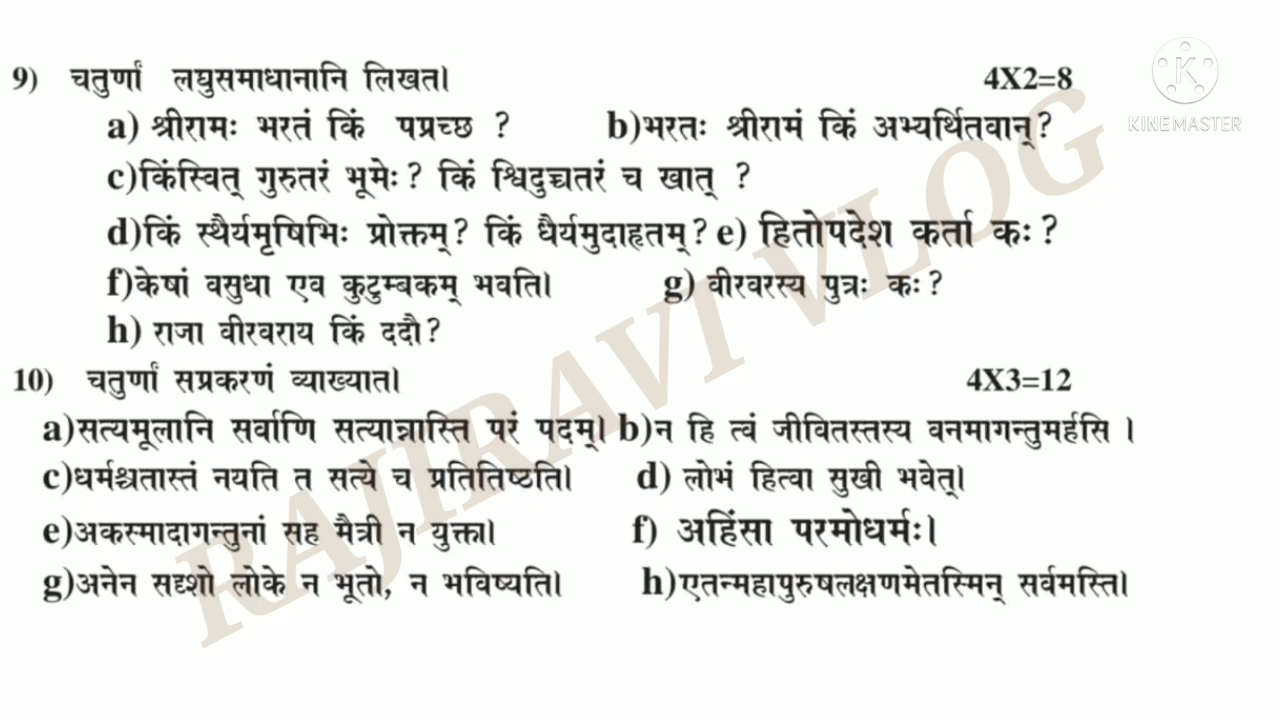 9) चतुर्णां लघुसमाधानानि लिखत। 4X2=8
KINEMASTER
a) श्रीरामः भरतं किं पप्रच्छ ? b)भरतः श्रीरामं किं अभ्यर्थितवान्?
c)किंस्वित् गुरुतरं भूमेः? किं श्विदुच्चतरं च खात् ?
d)किं स्थैर्यमृषिभिः प्रोक्तम्? किं धैर्यमुदाहृतम्? e) हितोपदेश कर्ता कः?
f)केषां वसुधा एव कुटुम्बकम् भवति। g) वीरवरस्य पुत्रः कः?
h) राजा वीरवराय किं ददौ?
10) चतुर्णां सप्रकरणं व्याख्यात। 4X3=12
a)सत्यमूलानि सर्वाणि सत्यान्नास्ति परं पदम्। b)न हि त्वं जीवितस्तस्य वनमागन्तुमर्हसि ।
c)धर्मश्चतास्तं नयति त सत्ये च प्रतितिष्ठति। d) लोभं हित्वा सुखी भवेत्।
e)अकस्मादागन्तुनां सह मैत्री न युक्ता। f) अहिंसा परमोधर्मः।
g)अनेन सदृशो लोके न भूतो, न भविष्यति। h)एतन्महापुरुषलक्षणमेतस्मिन् सर्वमस्ति।
RAJIRAVI VLOG